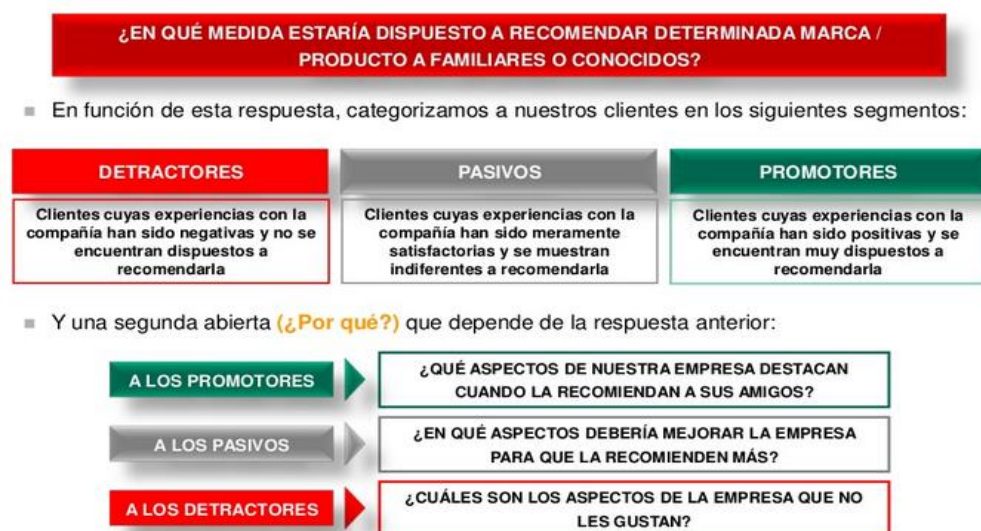 ¿EN QUÉ MEDIDA ESTARÍA DISPUESTO A RECOMENDAR DETERMINADA MARCA /
PRODUCTO A FAMILIARES O CONOCIDOS?
En función de esta respuesta, categorizamos a nuestros clientes en los siguientes segmentos:
DETRACTORES
Clientes cuyas experiencias con la
compañía han sido negativas y no se
encuentran dispuestos a
recomendarla
PASIVOS
Clientes cuyas experiencias con la
compañía han sido meramente
satisfactorias y se muestran
indiferentes a recomendarla
PROMOTORES
Clientes cuyas experiencias con la
compañía han sido positivas y se
encuentran muy dispuestos a
recomendarla
Y una segunda abierta (¿Por qué?) que depende de la respuesta anterior:
A LOS PROMOTORES
¿QUÉ ASPECTOS DE NUESTRA EMPRESA DESTACAN
CUANDO LA RECOMIENDAN A SUS AMIGOS?
A LOS PASIVOS
¿EN QUÉ ASPECTOS DEBERÍA MEJORAR LA EMPRESA
PARA QUE LA RECOMIENDEN MÁS?
A LOS DETRACTORES
¿CUÁLES SON LOS ASPECTOS DE LA EMPRESA QUE NO
LES GUSTAN?